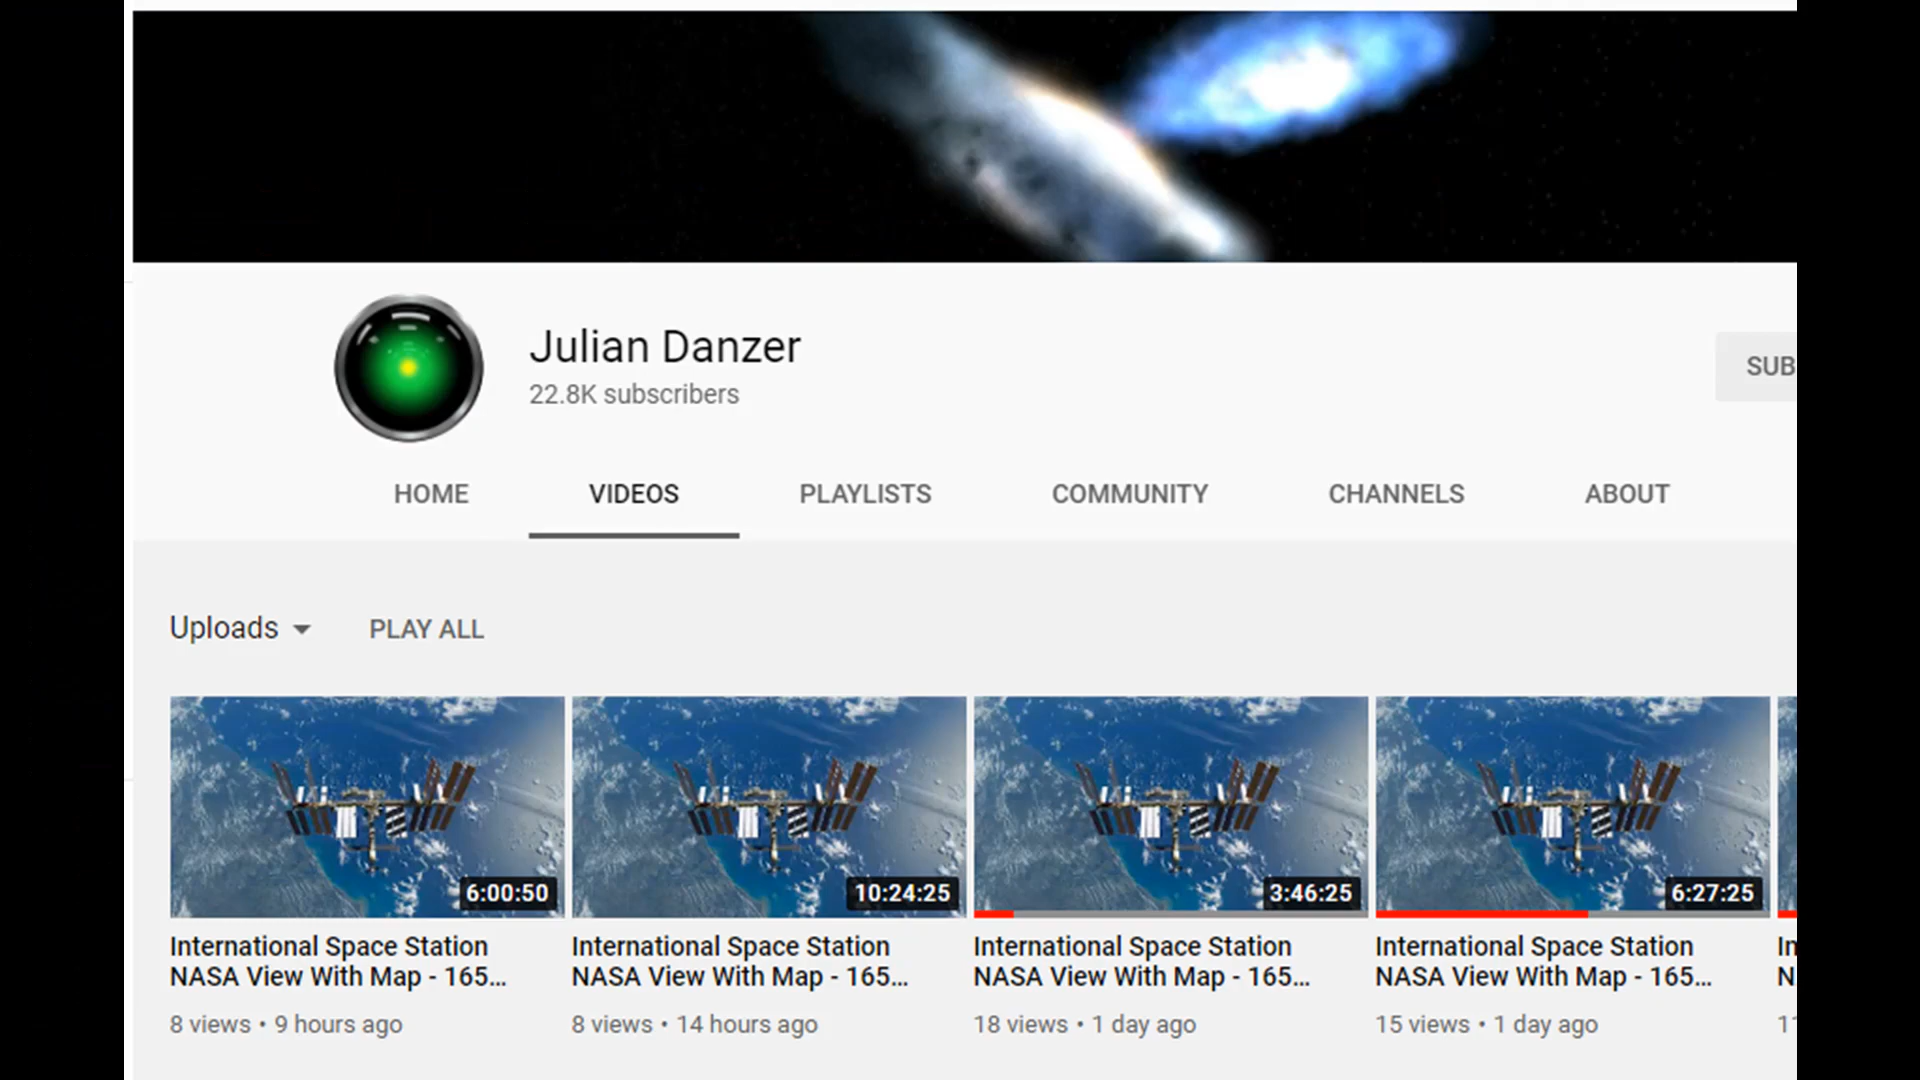 Julian Danzer
22.8K subscribers
SUB
HOME VIDEOS PLAYLISTS COMMUNITY CHANNELS ABOUT
Uploads PLAY ALL
6:00:50 10:24:25 3:46:25 6:27:25
International Space Station
NASA View With Map - 165...
8 views • 9 hours ago
International Space Station
NASA View With Map - 165...
8 views • 14 hours ago
International Space Station
NASA View With Map - 165...
18 views • 1 day ago
International Space Station
NASA View With Map - 165...
15 views • 1 day ago
In
N